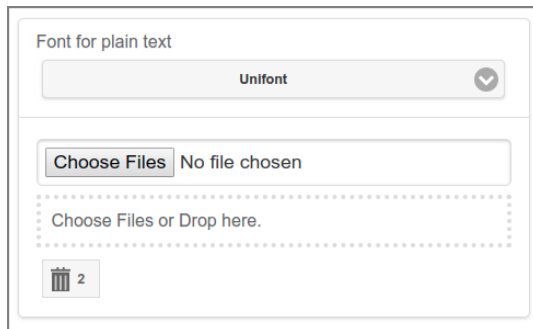 Font for plain text
Unifont
Choose Files No file chosen
Choose Files or Drop here.
2